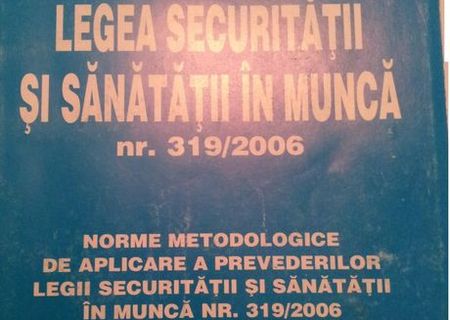 LEGEA SECURITĂȚII
ȘI SĂNĂTĂȚII ÎN MUNCĂ
nr. 319/2006
NORME METODOLOGICE
DE APLICARE A PREVEDERILOR
LEGII SECURITĂȚII ȘI SĂNĂTĂȚII
ÎN MUNCĂ NR. 319/2006